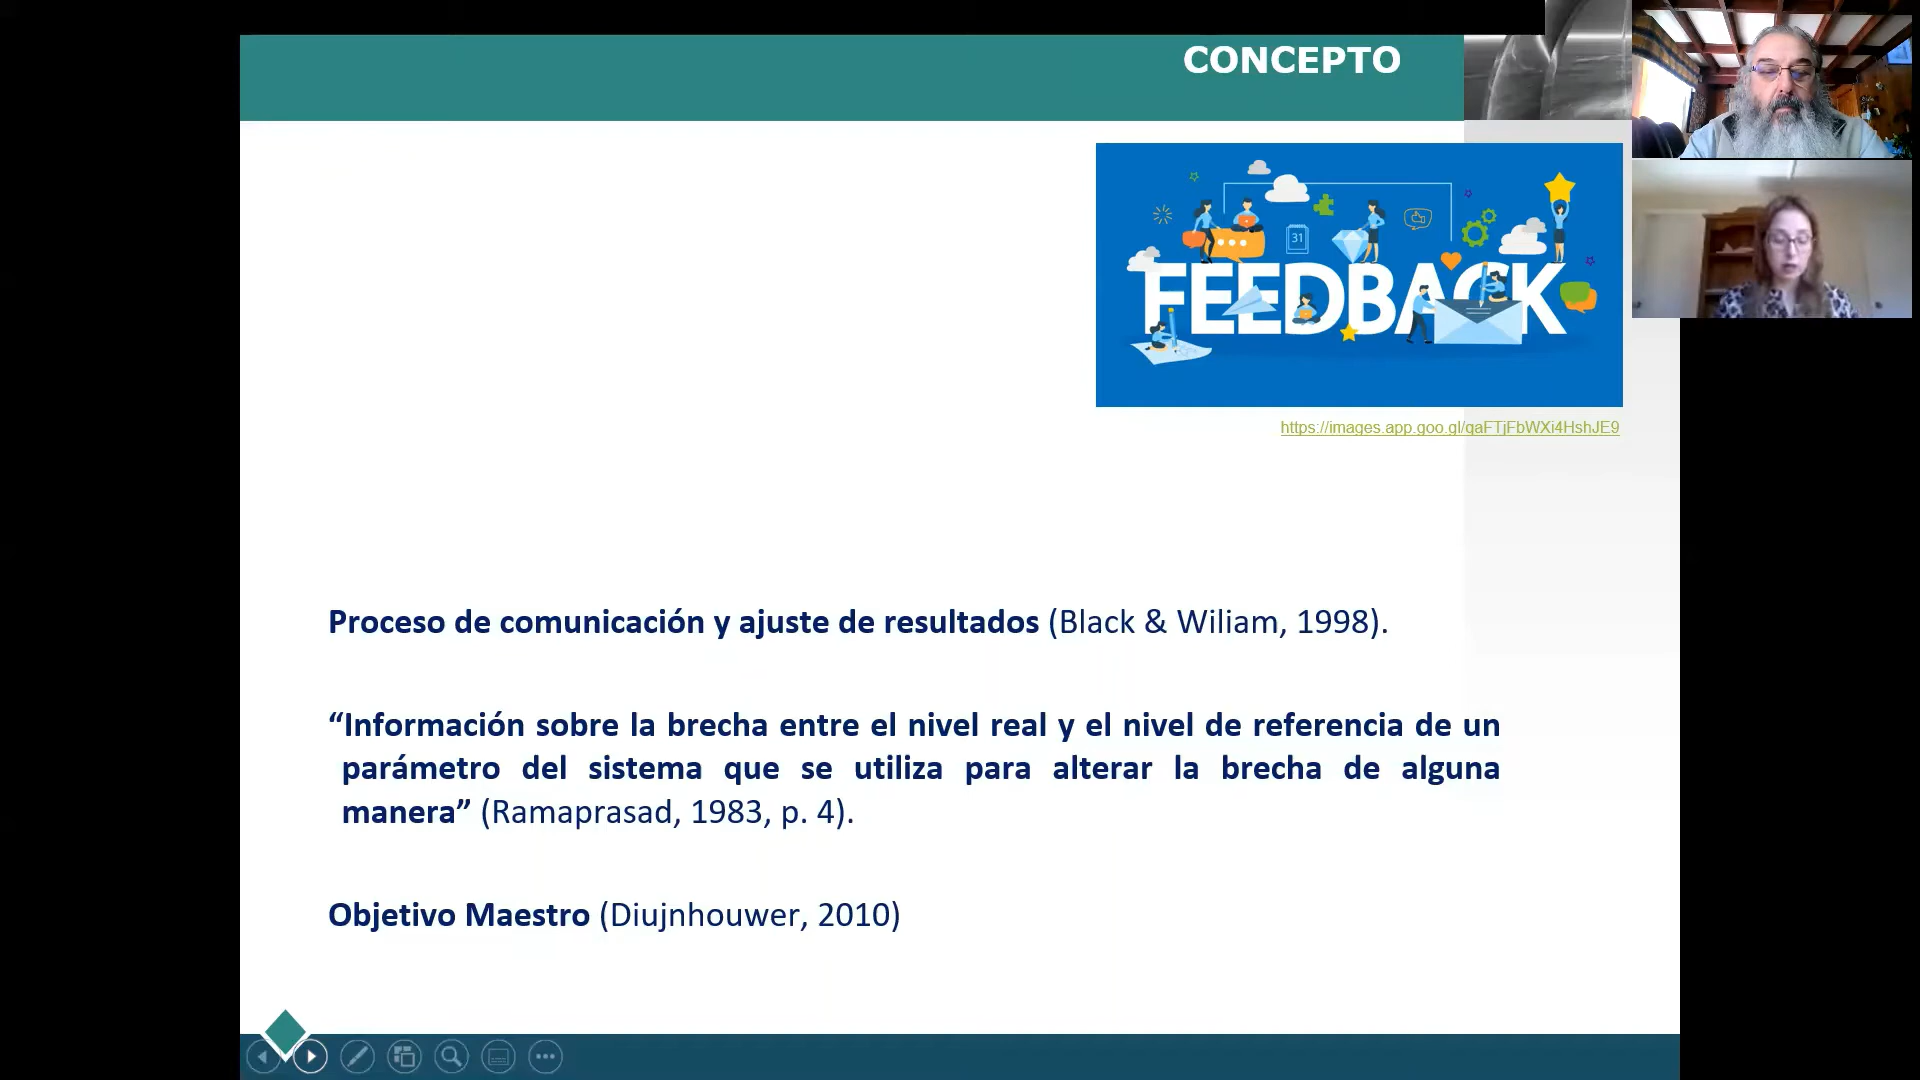 CONCEPTO
31
FEEDBACK
https://images.app.goo.gl/qaFTjFbWXi4HshJE9
Proceso de comunicación y ajuste de resultados (Black & Wiliam, 1998).
“Información sobre la brecha entre el nivel real y el nivel de referencia de un
parámetro del sistema que se utiliza para alterar la brecha de alguna
manera” (Ramaprasad, 1983, p. 4).
Objetivo Maestro (Diujnhouwer, 2010)